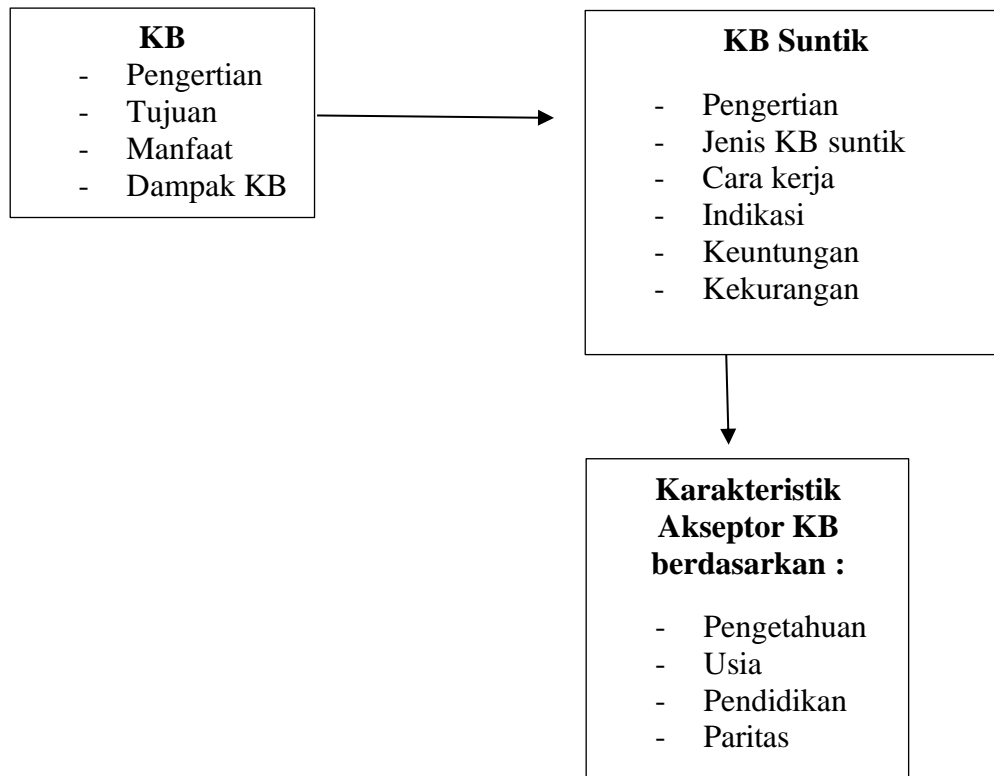 KB
- Pengertian
- Tujuan
- Manfaat
- Dampak KB
KB Suntik
- Pengertian
- Jenis KB suntik
- Cara kerja
- Indikasi
- Keuntungan
- Kekurangan
Karakteristik
Akseptor KB
berdasarkan :
- Pengetahuan
- Usia
- Pendidikan
- Paritas